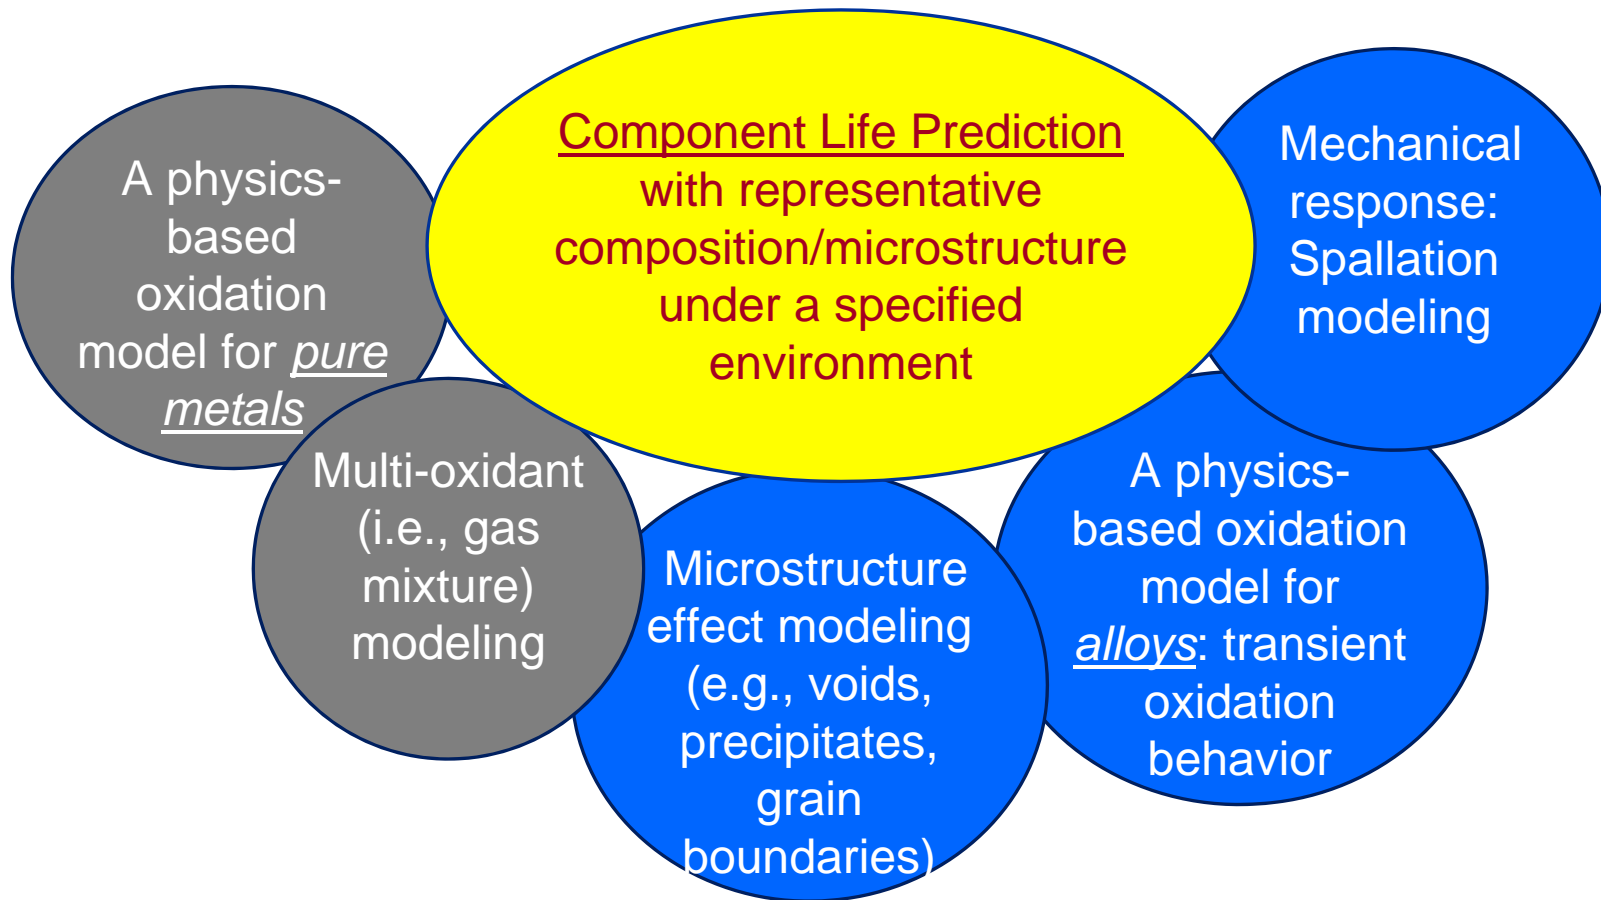 A physics-
based
oxidation
model for pure
metals
Component Life Prediction
with representative
composition/microstructure
under a specified
environment
Mechanical
response:
Spallation
modeling
Multi-oxidant
(i.e., gas
mixture)
modeling
Microstructure
effect modeling
(e.g., voids,
precipitates,
grain
boundaries)
A physics-
based oxidation
model for
alloys: transient
oxidation
behavior